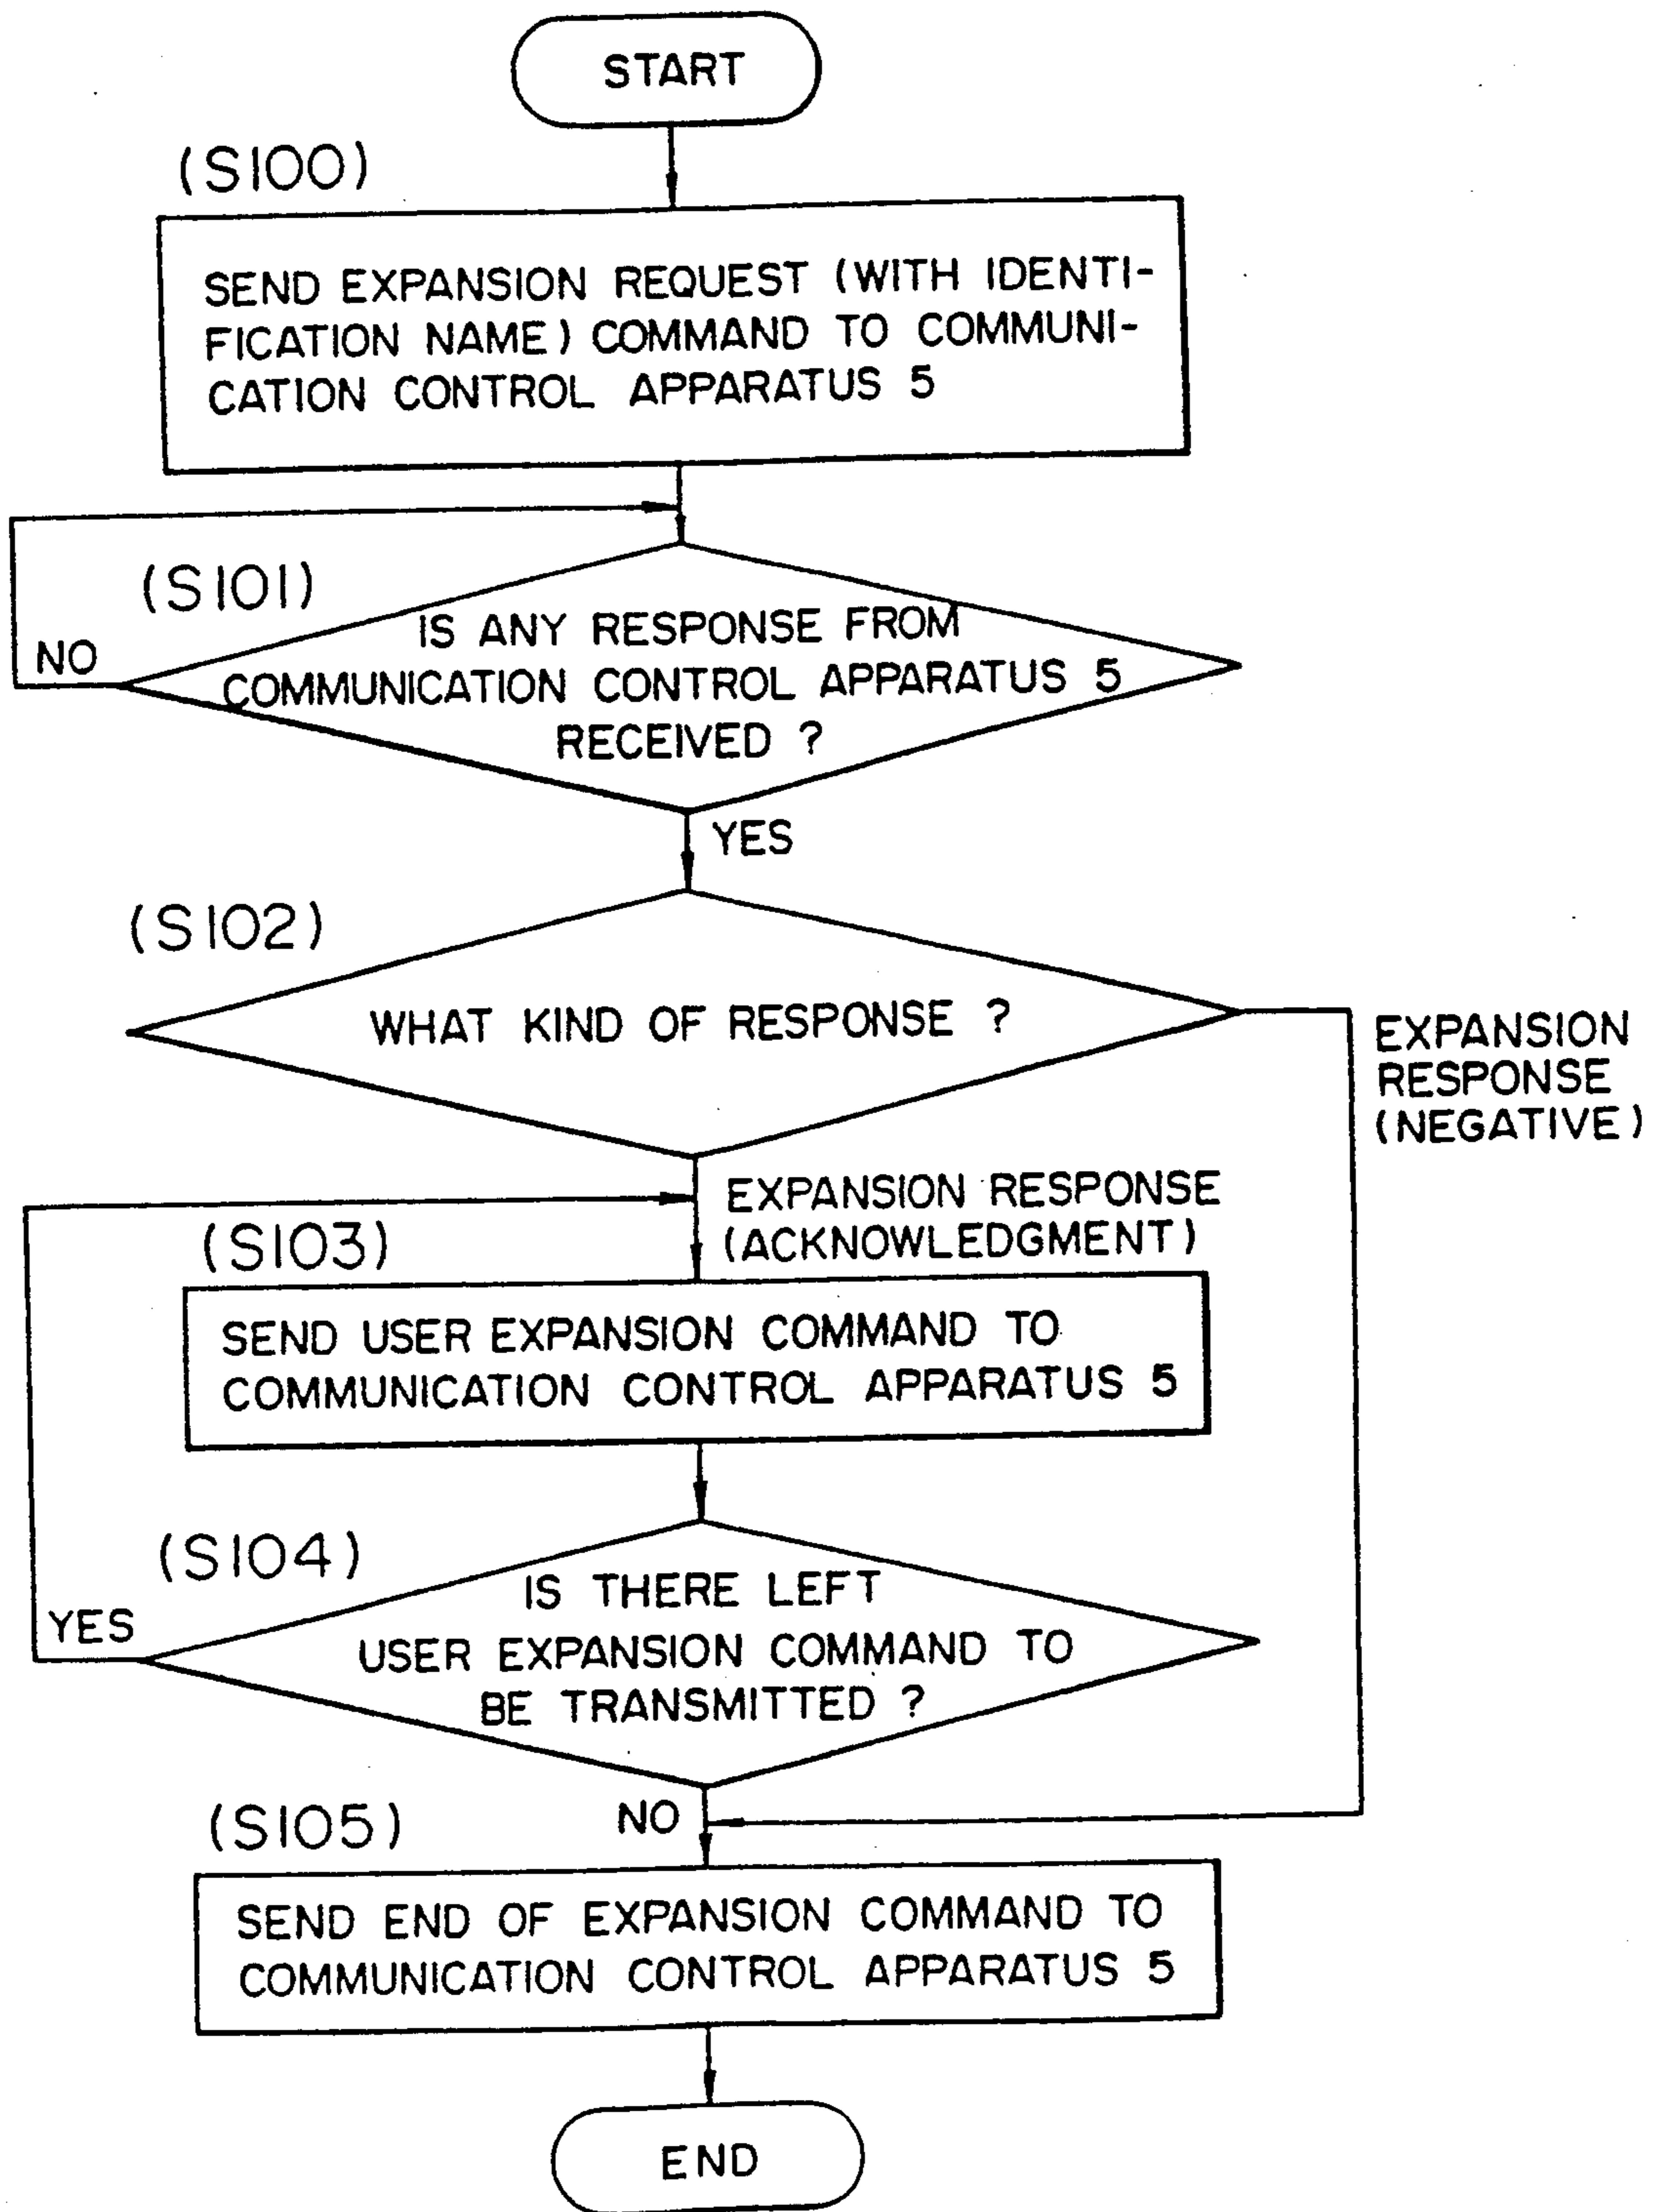 START
(S100)
SEND EXPANSION REQUEST (WITH IDENTI-
FICATION NAME) COMMAND TO COMMUNI-
CATION CONTROL APPARATUS 5
(S101)
NO
IS ANY RESPONSE FROM
COMMUNICATION CONTROL APPARATUS 5
RECEIVED ?
YES
(S102)
WHAT KIND OF RESPONSE ?
EXPANSION
RESPONSE
(NEGATIVE)
EXPANSION RESPONSE
(ACKNOWLEDGMENT)
(S103)
SEND USER EXPANSION COMMAND TO
COMMUNICATION CONTROL APPARATUS 5
(S104)
YES
IS THERE LEFT
USER EXPANSION COMMAND TO
BE TRANSMITTED ?
NO
(S105)
SEND END OF EXPANSION COMMAND TO
COMMUNICATION CONTROL APPARATUS 5
END